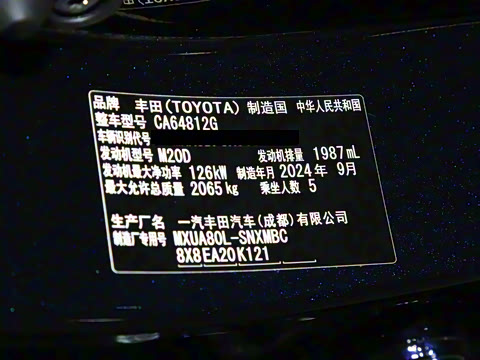 品牌 丰田(TOYOTA) 制造国 中华人民共和国
整车型号 CA64812G
车辆识别代号
发动机型号 M20D 发动机排量 1987mL
发动机最大净功率 126kW 制造年月 2024年 9月
最大允许总质量 2065kg 乘坐人数 5
生产厂名 一汽丰田汽车(成都)有限公司
制造厂专用号 MXUA80L-SNXMBC
8X8EA20K121